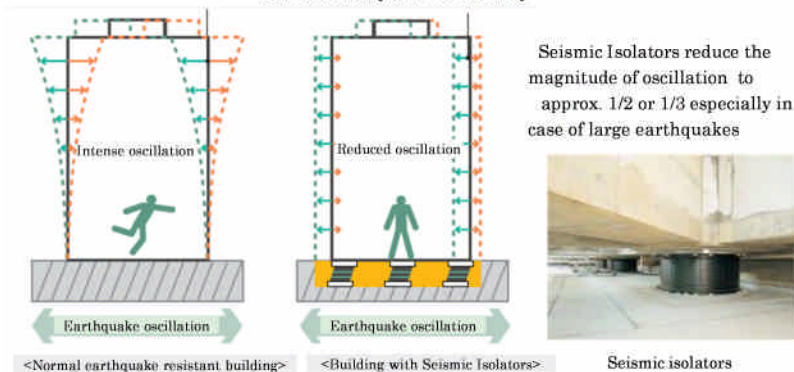 Intense oscillation
Earthquake oscillation
<Normal earthquake resistant building>
Reduced oscillation
Earthquake oscillation
<Building with Seismic Isolators>
Seismic Isolators reduce the
magnitude of oscillation to
approx. 1/2 or 1/3 especially in
case of large earthquakes
Seismic isolators